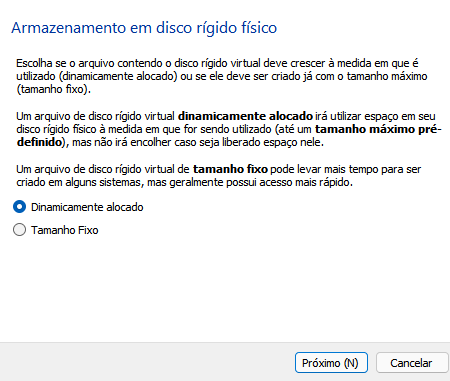 Armazenamento em disco rígido físico
Escolha se o arquivo contendo o disco rígido virtual deve crescer à medida em que é
utilizado (dinamicamente alocado) ou se ele deve ser criado já com o tamanho máximo
(tamanho fixo).
Um arquivo de disco rígido virtual dinamicamente alocado irá utilizar espaço em seu
disco rígido físico à medida em que for sendo utilizado (até um tamanho máximo pré-
definido), mas não irá encolher caso seja liberado espaço nele.
Um arquivo de disco rígido virtual de tamanho fixo pode levar mais tempo para ser
criado em alguns sistemas, mas geralmente possui acesso mais rápido.
Dinamicamente alocado
Tamanho Fixo
Próximo (N) Cancelar